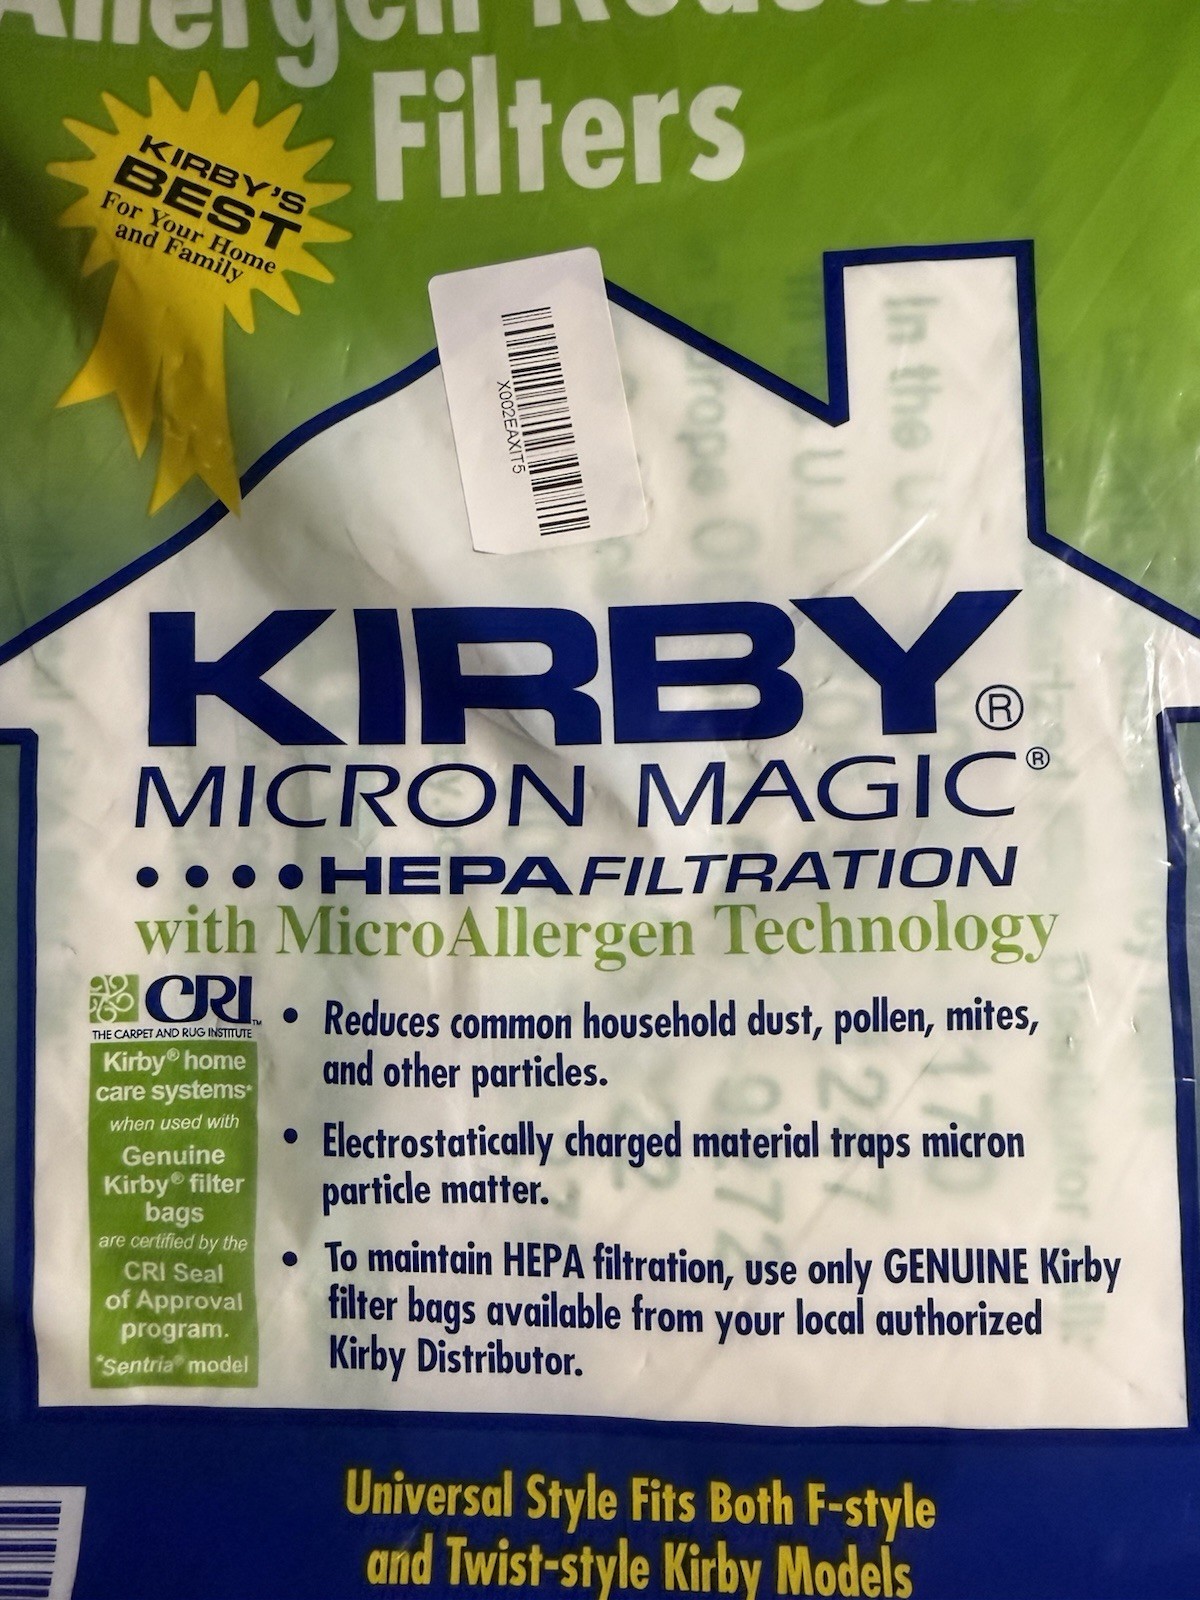 Allergen
Filters
KIRBY'S
BEST
For Your Home
and Family
X002EAXIT5
KIRBY®
MICRON MAGIC®
••••HEPAFILTRATION
with MicroAllergen Technology
CRI™
THE CARPET AND RUG INSTITUTE
Kirby® home
care systems*
when used with
Genuine
Kirby® filter
bags
are certified by the
CRI Seal
of Approval
program.
*Sentria® model
• Reduces common household dust, pollen, mites,
and other particles.
• Electrostatically charged material traps micron
particle matter.
• To maintain HEPA filtration, use only GENUINE Kirby
filter bags available from your local authorized
Kirby Distributor.
Universal Style Fits Both F-style
and Twist-style Kirby Models